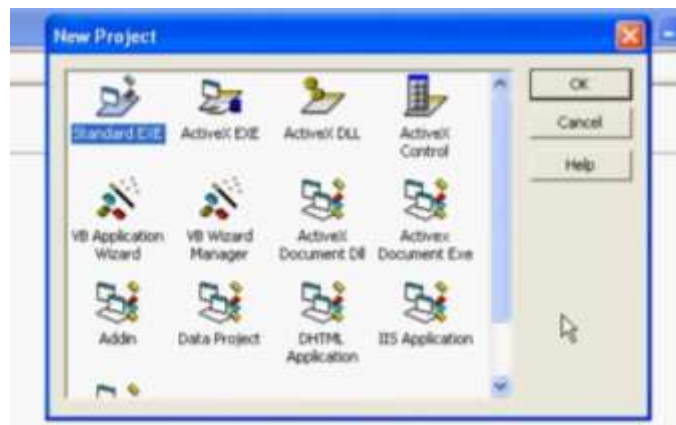 New Project
Standard EXE
ActiveX EXE
ActiveX DLL
ActiveX
Control
VB Application
Wizard
VB Wizard
Manager
ActiveX
Document Dll
Activex
Document Exe
Addin
Data Project
DHTML
Application
IIS Application
OK
Cancel
Help